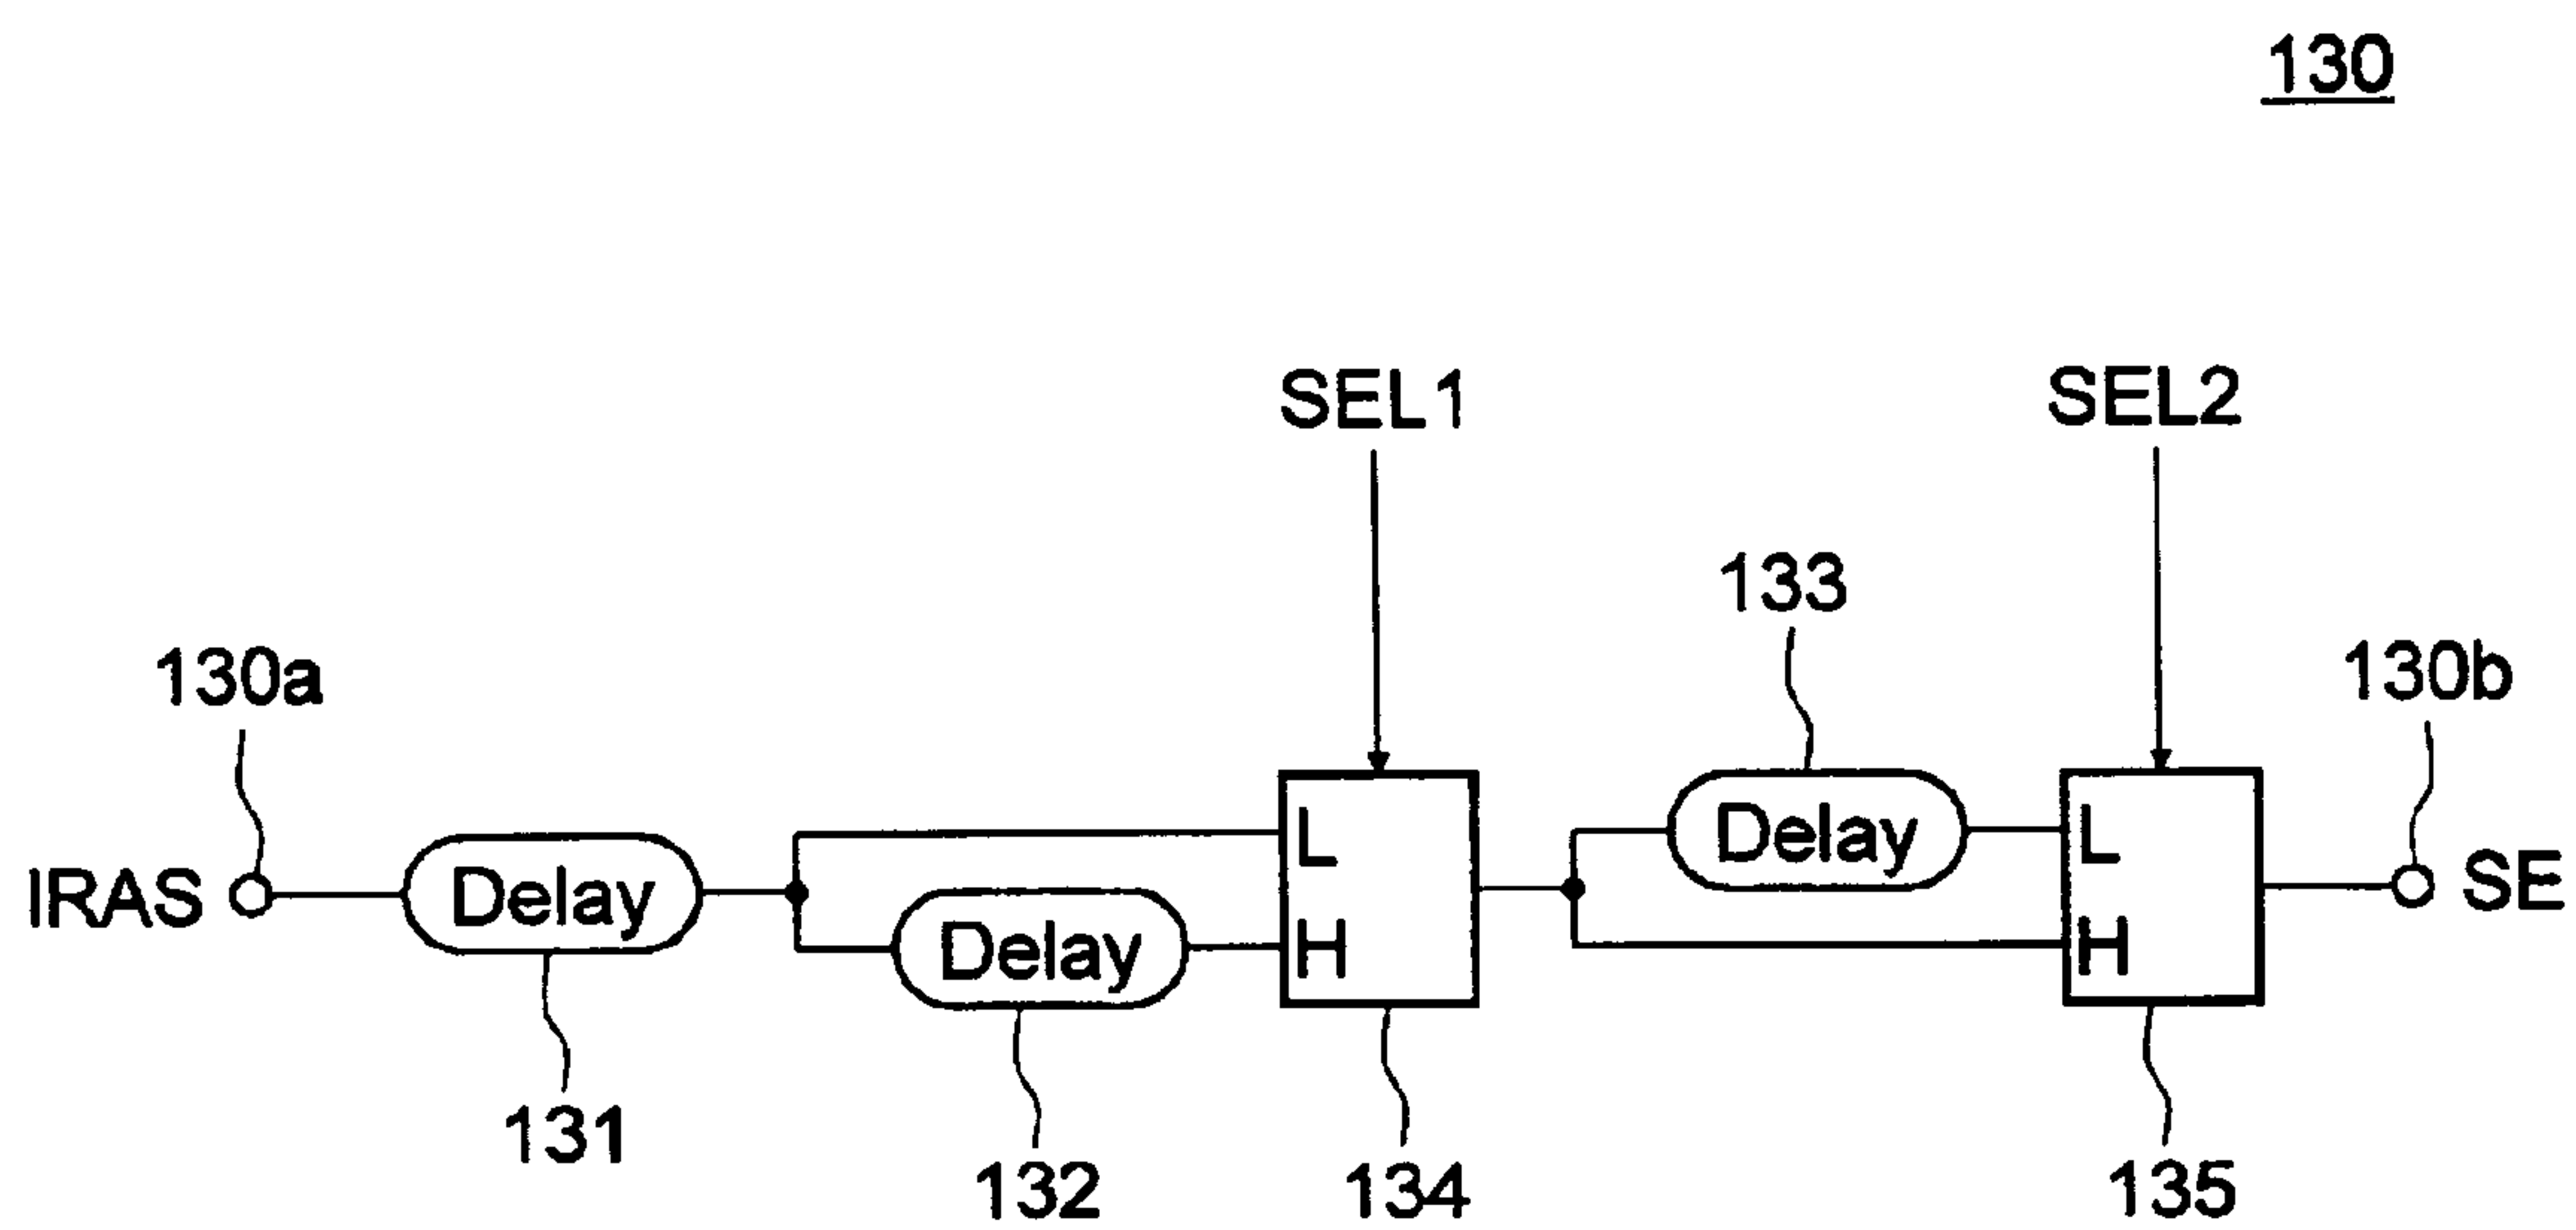 130
SEL1
SEL2
133
130a
130b
IRAS
Delay
Delay
L
H
Delay
L
H
SE
131
132
134
135